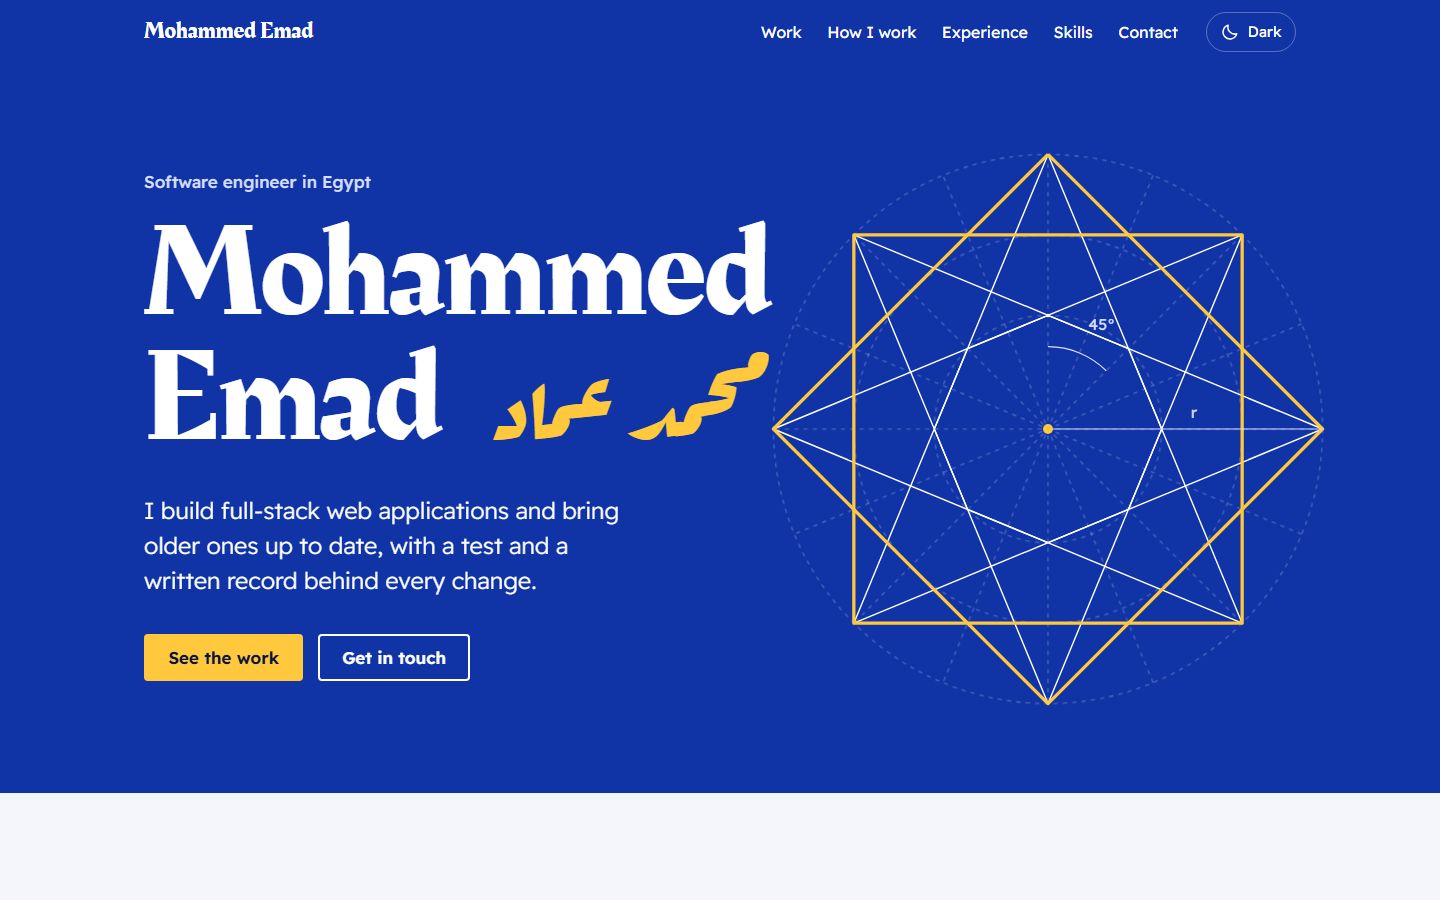 Mohammed Emad
Work How I work Experience Skills Contact Dark
Software engineer in Egypt
Mohammed
Emad محمد عماد
45°
r
I build full-stack web applications and bring
older ones up to date, with a test and a
written record behind every change.
See the work Get in touch